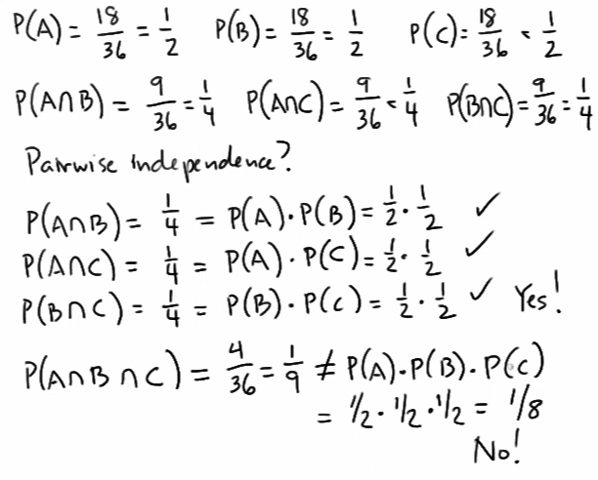 P(A) = 18/36 = 1/2 P(B) = 18/36 = 1/2 P(C) = 18/36 = 1/2
P(A∩B) = 9/36 = 1/4 P(A∩C) = 9/36 = 1/4 P(B∩C) = 9/36 = 1/4
Pairwise independence?
P(A∩B) = 1/4 = P(A)·P(B) = 1/2 · 1/2 ✓
P(A∩C) = 1/4 = P(A)·P(C) = 1/2 · 1/2 ✓
P(B∩C) = 1/4 = P(B)·P(C) = 1/2 · 1/2 ✓ Yes!
P(A∩B∩C) = 4/36 = 1/9 ≠ P(A)·P(B)·P(C)
= 1/2 · 1/2 · 1/2 = 1/8
No!